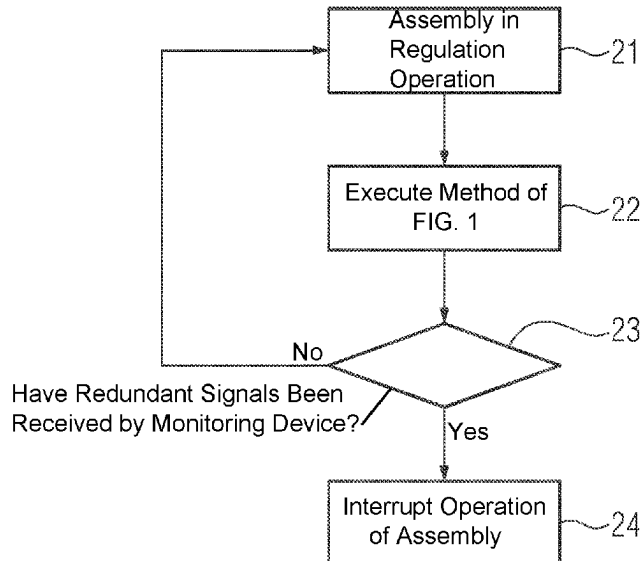 Assembly in
Regulation
Operation
21
Execute Method of
FIG. 1
22
23
No
Have Redundant Signals Been
Received by Monitoring Device?
Yes
Interrupt Operation
of Assembly
24